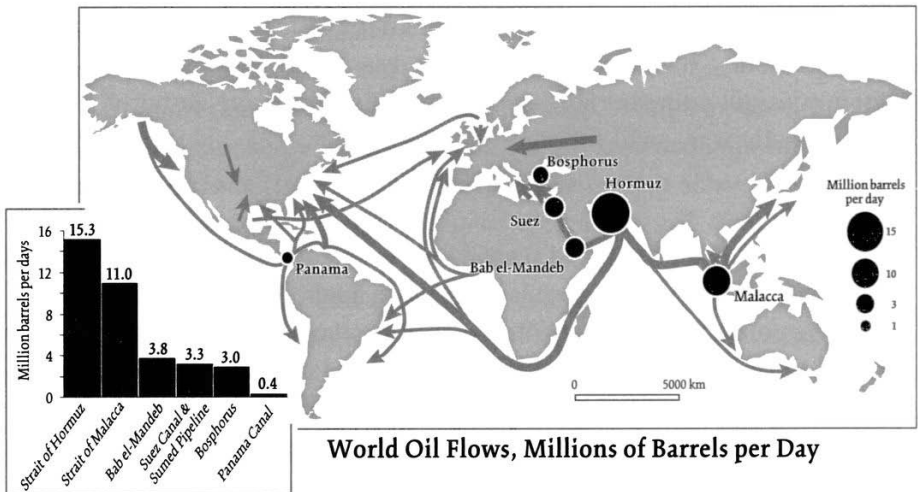 Bosphorus
Hormuz
Suez
Bab el-Mandeb
Panama
Malacca
Million barrels
per day
15
10
3
1
0 5000 km
Million barrels per days
16
12
8
4
0
15.3
11.0
3.8
3.3
3.0
0.4
Strait of Hormuz
Strait of Malacca
Bab el-Mandeb
Suez Canal &
Sumed Pipeline
Bosphorus
Panama Canal
World Oil Flows, Millions of Barrels per Day